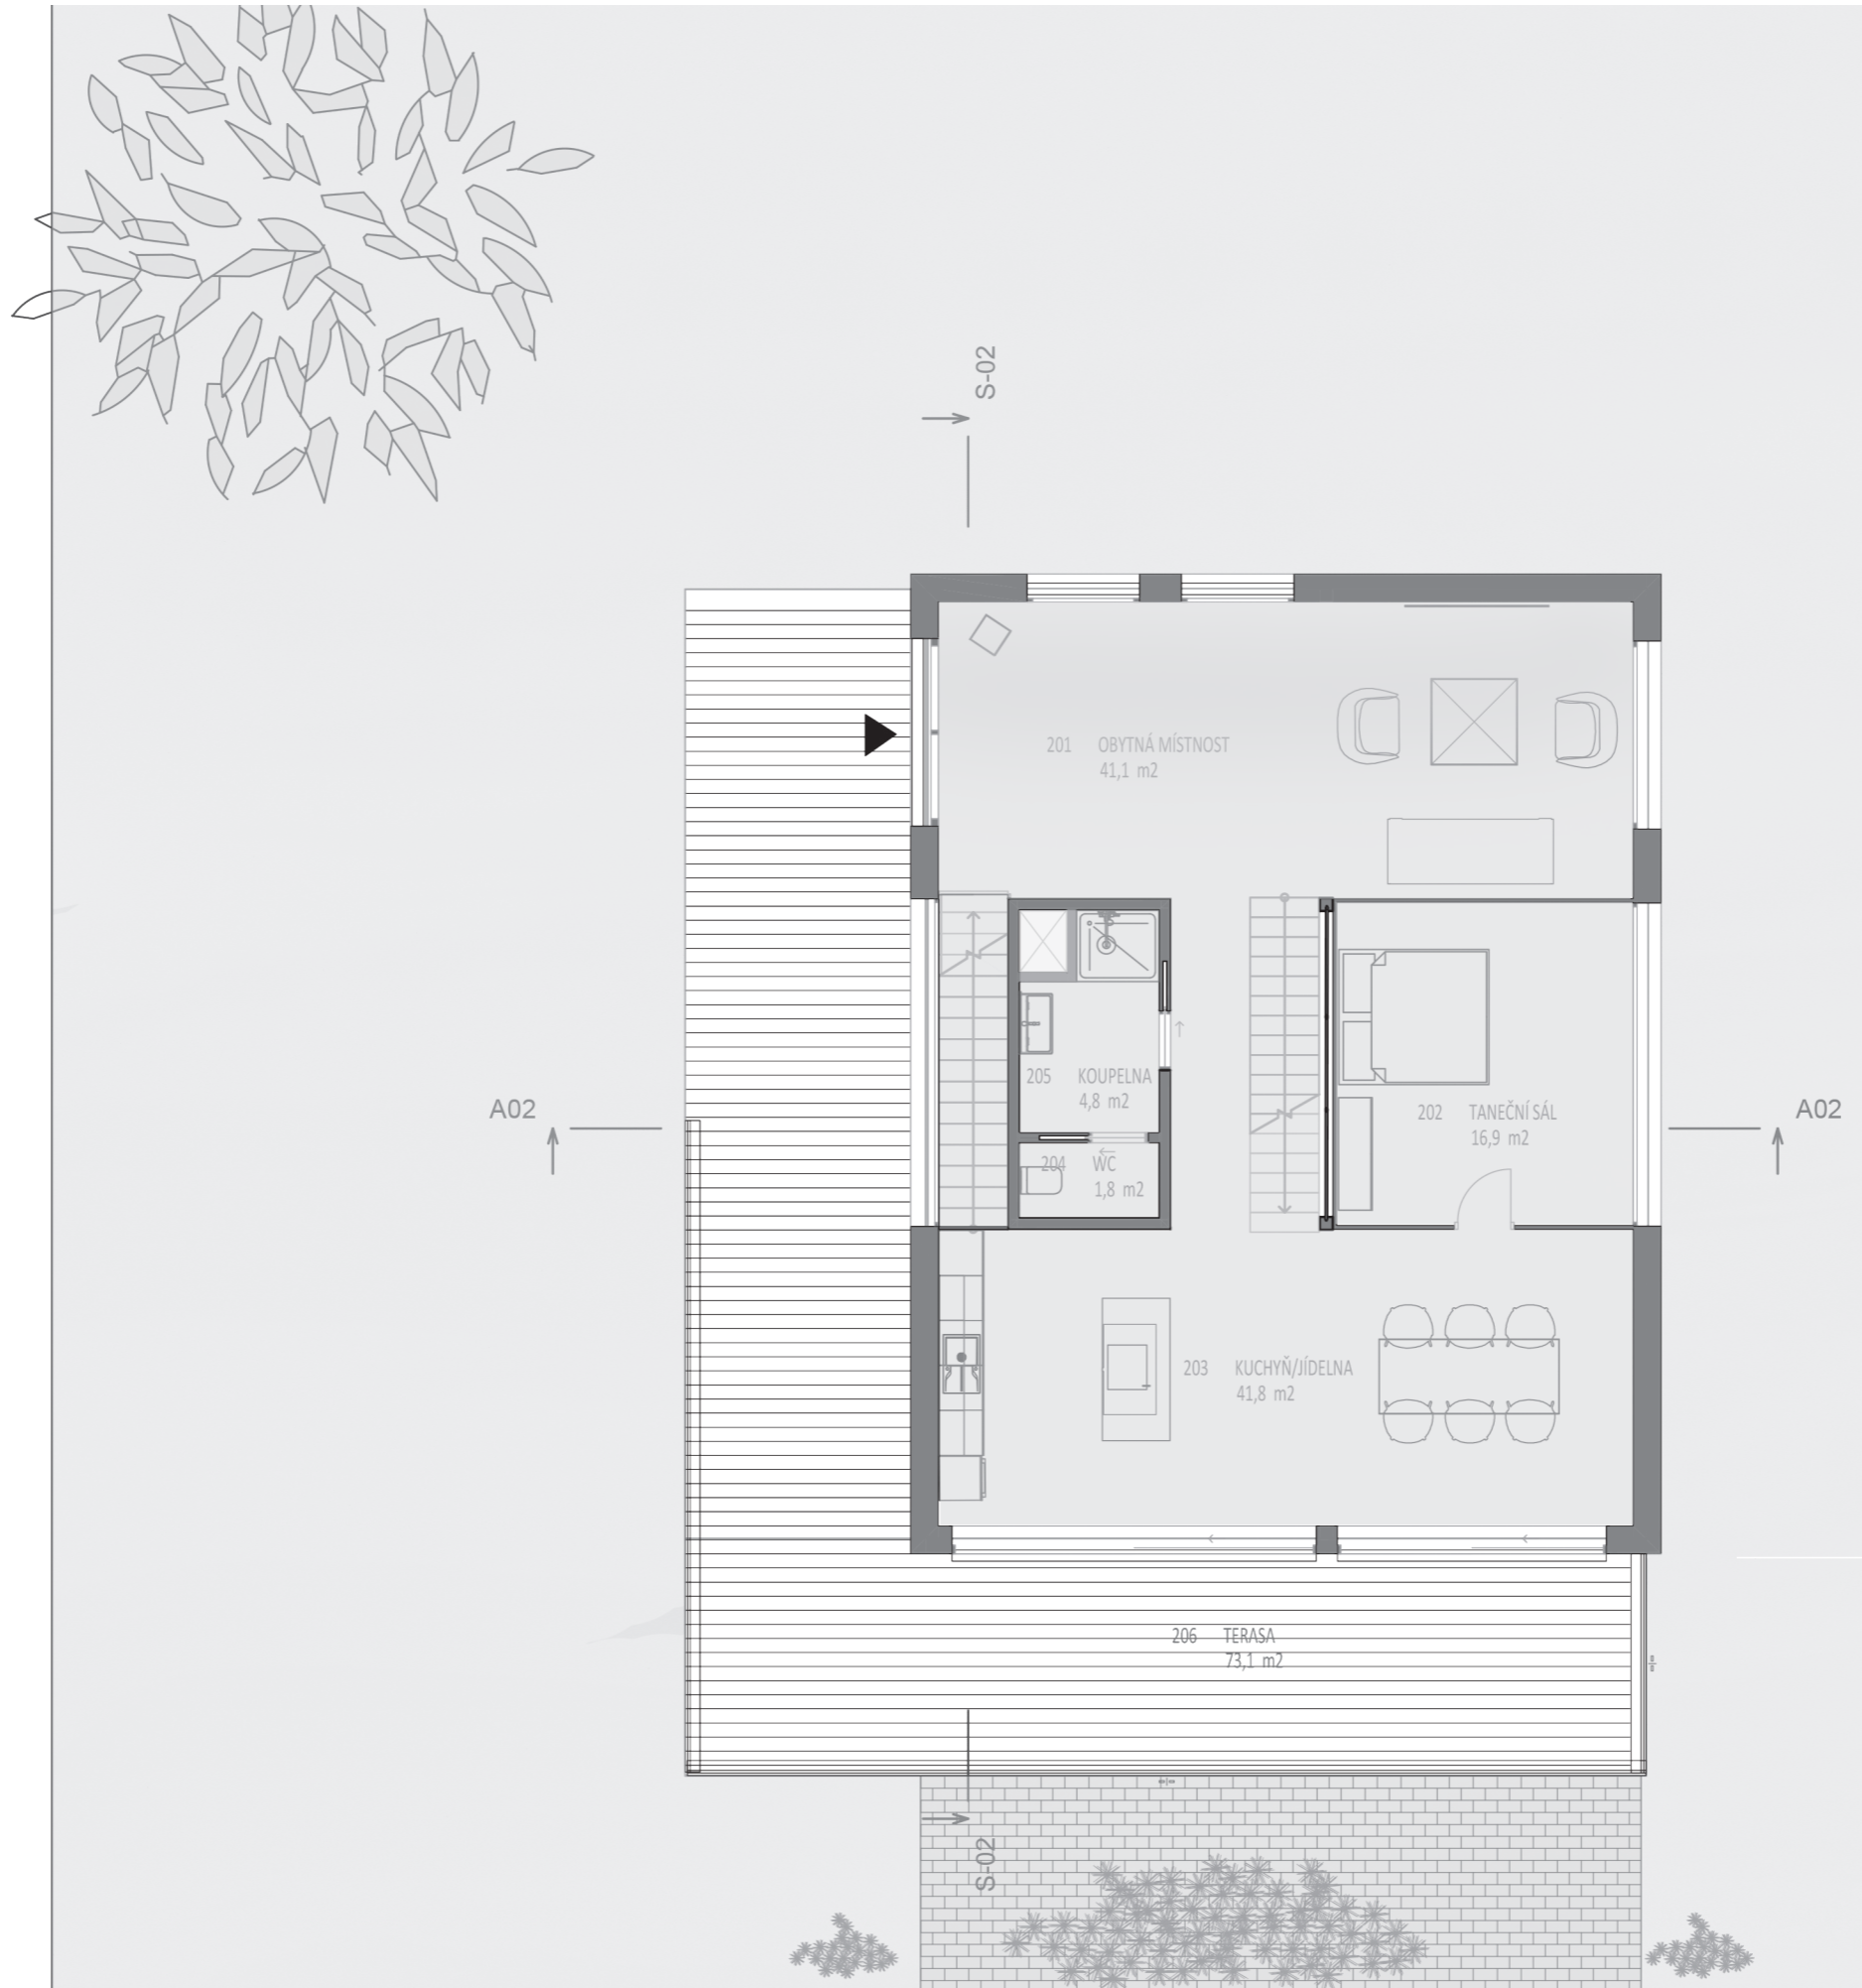 S-02
201 OBYTNÁ MÍSTNOST
41,1 m2
205 KOUPELNA
4,8 m2
A02
A02
202 TANEČNÍ SÁL
16,9 m2
204 WC
1,8 m2
203 KUCHYŇ/JÍDELNA
41,8 m2
206 TERASA
73,1 m2
S-02